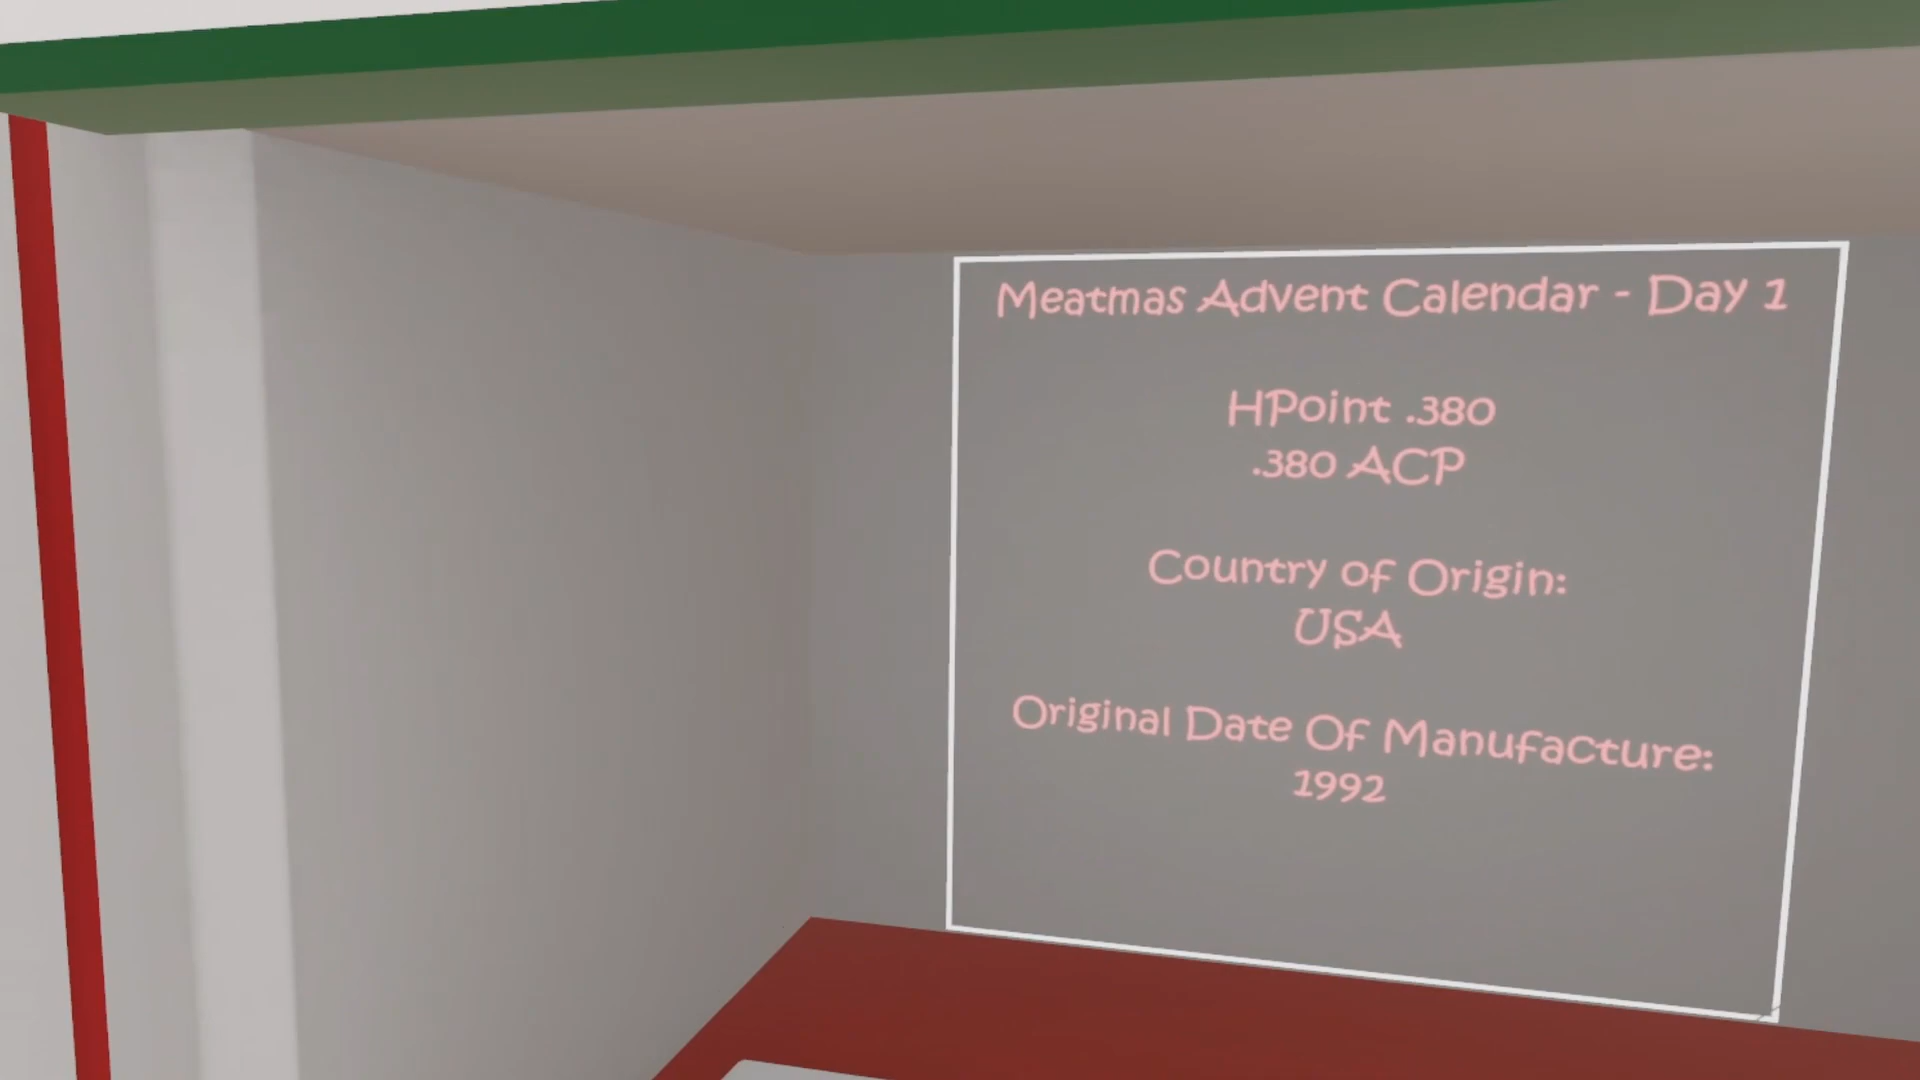 Meatmas Advent Calendar - Day 1
HPoint .380
.380 ACP
Country of Origin:
USA
Original Date Of Manufacture:
1992